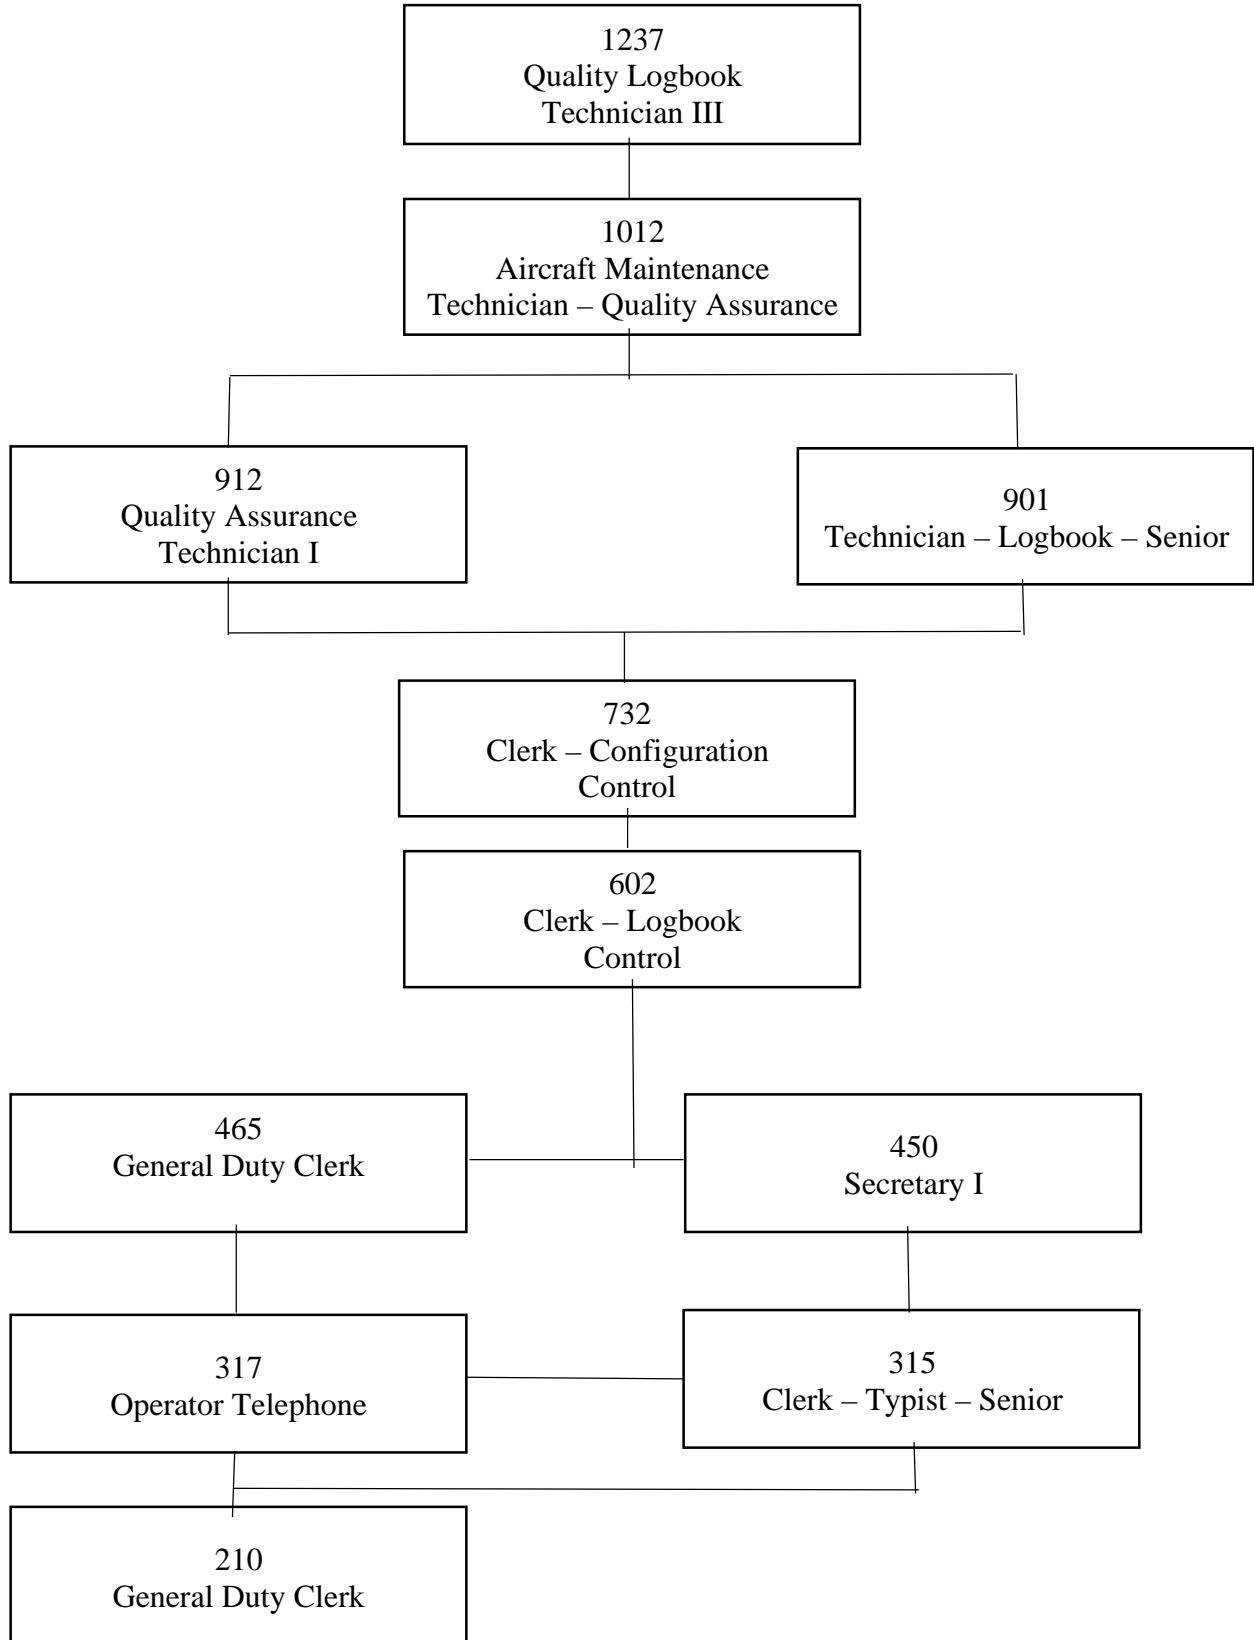 1237
Quality Logbook
Technician III
1012
Aircraft Maintenance
Technician – Quality Assurance
912
Quality Assurance
Technician I
901
Technician – Logbook – Senior
732
Clerk – Configuration
Control
602
Clerk – Logbook
Control
465
General Duty Clerk
450
Secretary I
317
Operator Telephone
315
Clerk – Typist – Senior
210
General Duty Clerk